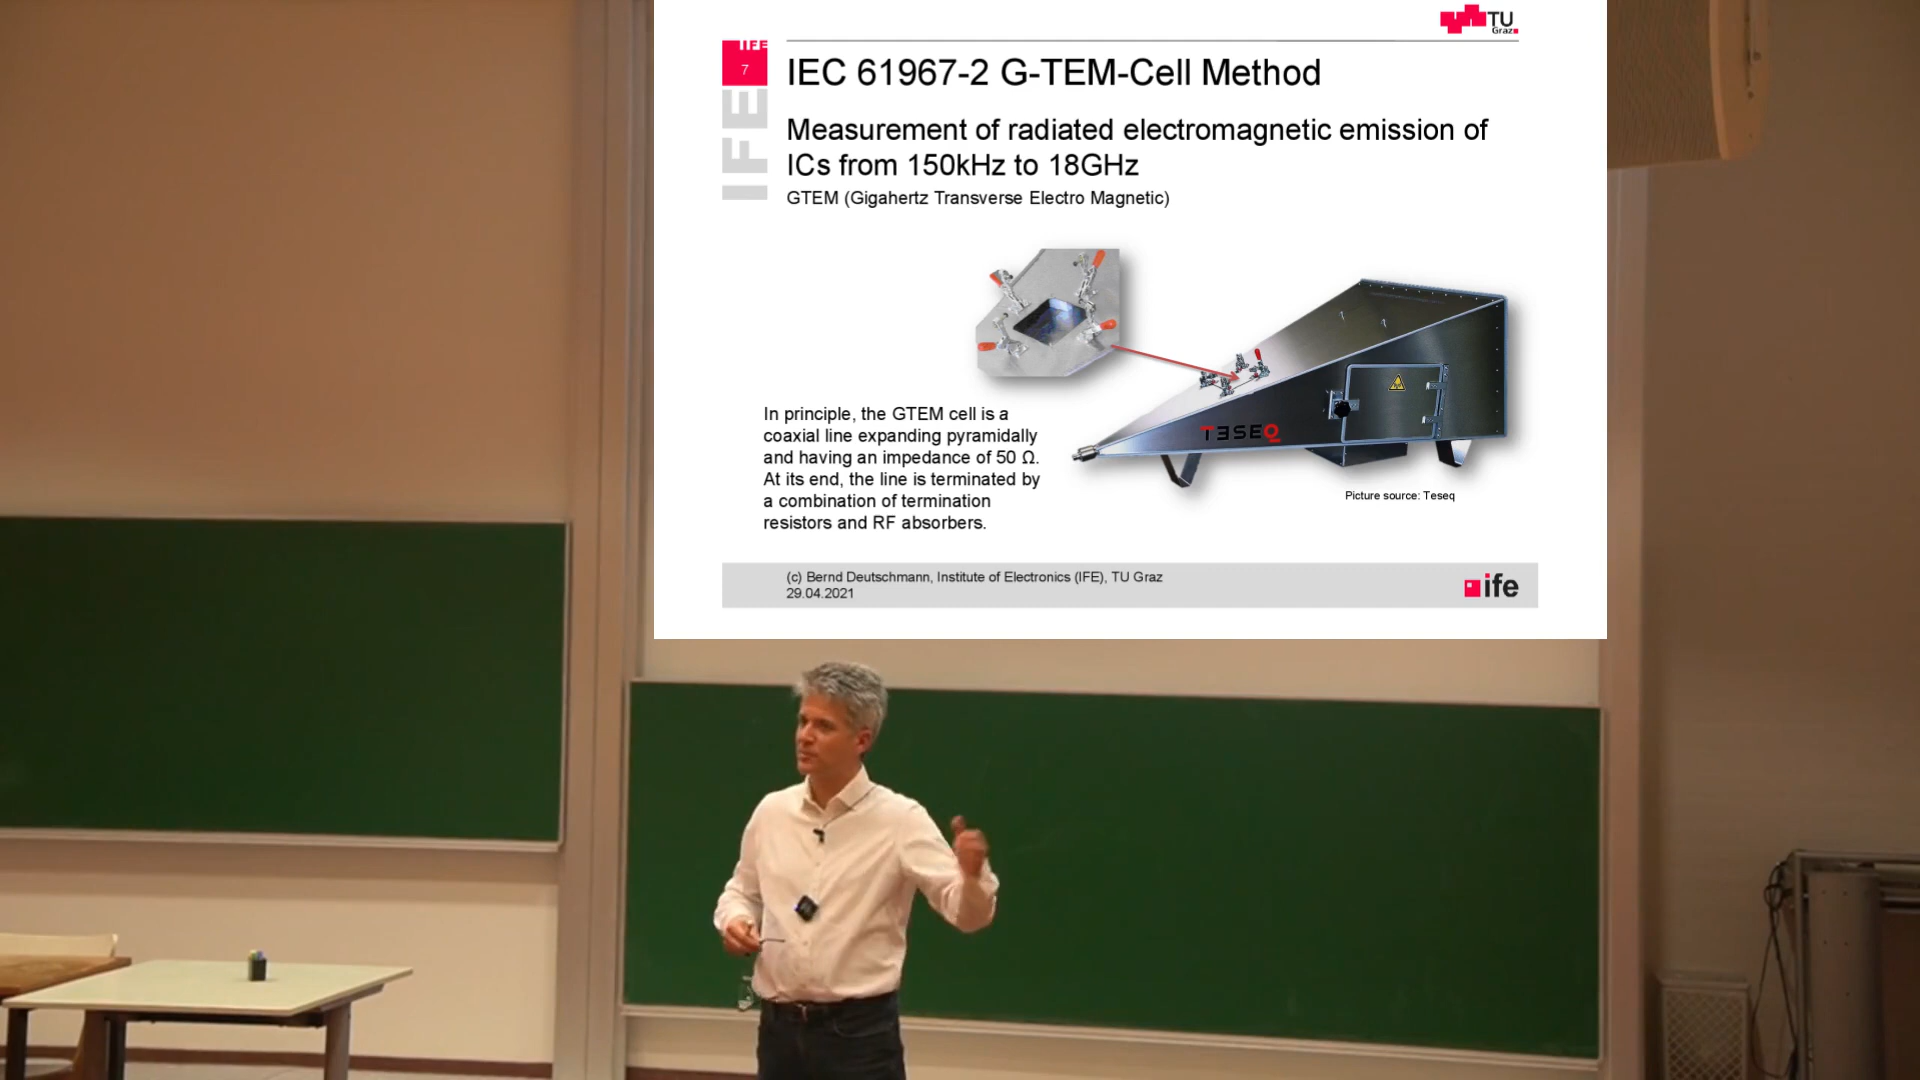 TU
Graz
IFE
7
IFE
IEC 61967-2 G-TEM-Cell Method
Measurement of radiated electromagnetic emission of
ICs from 150kHz to 18GHz
GTEM (Gigahertz Transverse Electro Magnetic)
In principle, the GTEM cell is a
coaxial line expanding pyramidally
and having an impedance of 50 Ω.
At its end, the line is terminated by
a combination of termination
resistors and RF absorbers.
TESEQ
Picture source: Teseq
(c) Bernd Deutschmann, Institute of Electronics (IFE), TU Graz
29.04.2021
ife